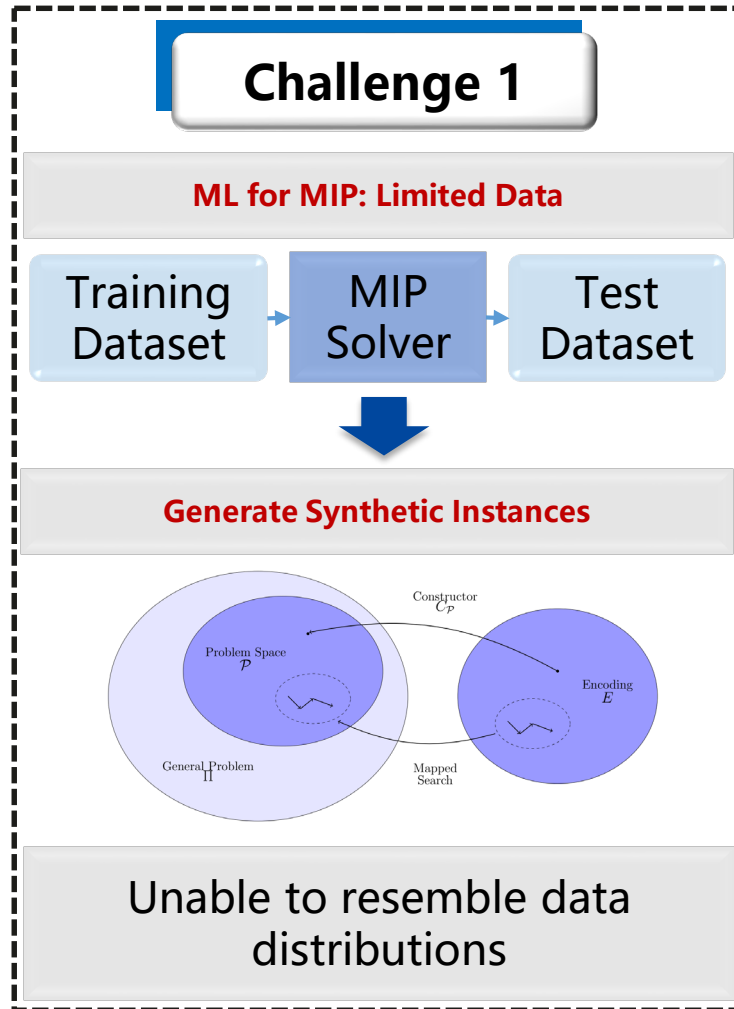 Challenge 1
ML for MIP: Limited Data
Training
Dataset
MIP
Solver
Test
Dataset
Generate Synthetic Instances
Constructor
C_𝒫
Problem Space
𝒫
Encoding
E
General Problem
Π
Mapped
Search
Unable to resemble data
distributions